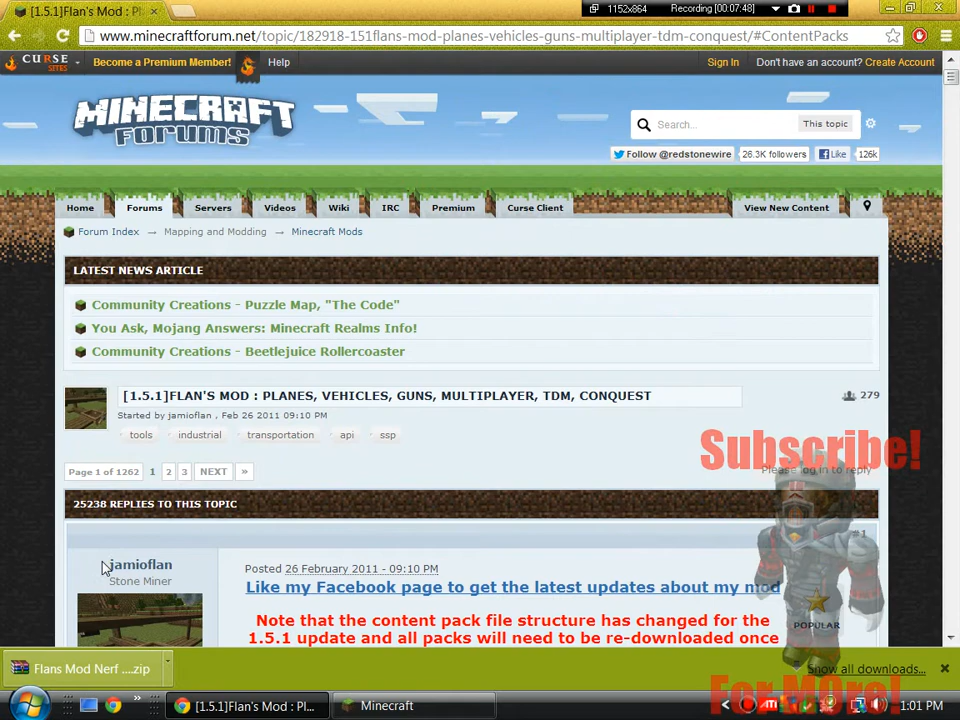 [1.5.1]Flan's Mod : Pl
1152x864
Recording [00:07:48]
www.minecraftforum.net/topic/182918-151flans-mod-planes-vehicles-guns-multiplayer-tdm-conquest/#ContentPacks
CURSE
SITES
Become a Premium Member!
Help
Sign In
Don't have an account? Create Account
MINECRAFT
FORUMS
Search...
This topic
Follow @redstonewire
26.3K followers
Like
126k
Home
Forums
Servers
Videos
Wiki
IRC
Premium
Curse Client
View New Content
Forum Index → Mapping and Modding → Minecraft Mods
LATEST NEWS ARTICLE
Community Creations - Puzzle Map, "The Code"
You Ask, Mojang Answers: Minecraft Realms Info!
Community Creations - Beetlejuice Rollercoaster
[1.5.1]FLAN'S MOD : PLANES, VEHICLES, GUNS, MULTIPLAYER, TDM, CONQUEST
279
Started by jamioflan , Feb 26 2011 09:10 PM
tools
industrial
transportation
api
ssp
Subscribe!
Page 1 of 1262
1
2
3
NEXT
»
Please log in to reply
25238 REPLIES TO THIS TOPIC
#1
jamioflan
Stone Miner
Posted 26 February 2011 - 09:10 PM
Like my Facebook page to get the latest updates about my mod
Note that the content pack file structure has changed for the
1.5.1 update and all packs will need to be re-downloaded once
POPULAR
Flans Mod Nerf ....zip
Show all downloads...
For M0re!
[1.5.1]Flan's Mod : Pl...
Minecraft
1:01 PM